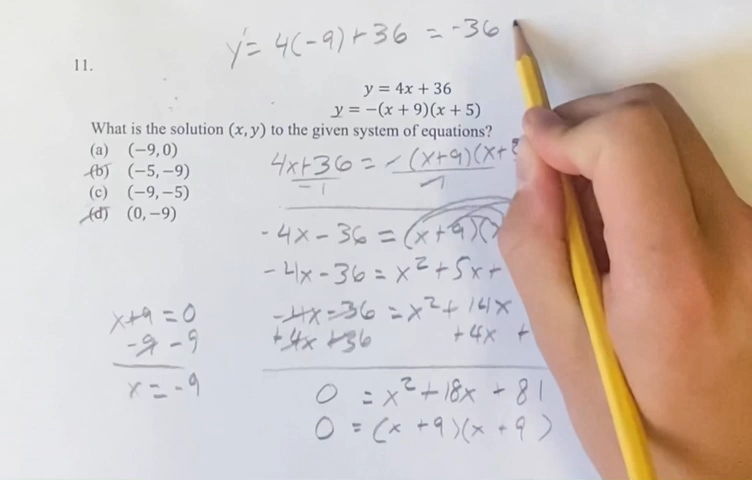 y = 4(-9) + 36 = -36
11.
y = 4x + 36
y = −(x + 9)(x + 5)
What is the solution (x, y) to the given system of equations?
(a) (−9, 0)
(b) (−5, −9)
(c) (−9, −5)
(d) (0, −9)
4x+36 = -(x+9)(x+
-1 -1
-4x - 36 = (x+9)(
-4x - 36 = x² + 5x +
-4x - 36 = x² + 14x
+4x +36 +4x +
0 = x² + 18x + 81
0 = (x + 9)(x + 9)
x+9 = 0
-9 -9
x = -9